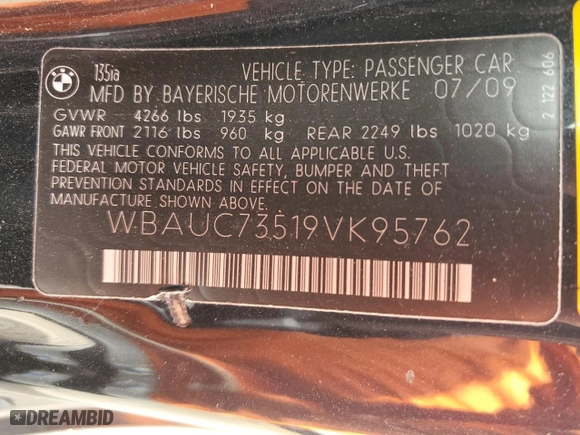 BMW
135ia
VEHICLE TYPE: PASSENGER CAR
MFD BY BAYERISCHE MOTORENWERKE 07/09
GVWR - 4266 lbs 1935 kg
GAWR FRONT 2116 lbs 960 kg REAR 2249 lbs 1020 kg
THIS VEHICLE CONFORMS TO ALL APPLICABLE U.S.
FEDERAL MOTOR VEHICLE SAFETY, BUMPER AND THEFT
PREVENTION STANDARDS IN EFFECT ON THE DATE OF
MANUFACTURE SHOWN ABOVE.
WBAUC73519VK95762
2 122 606
DREAMBID